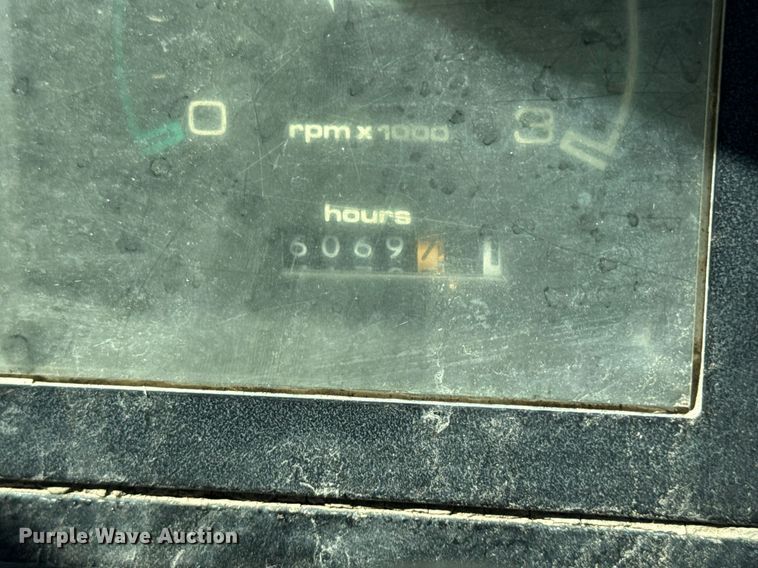 0 rpm x 1000 3
hours
6069
Purple Wave Auction